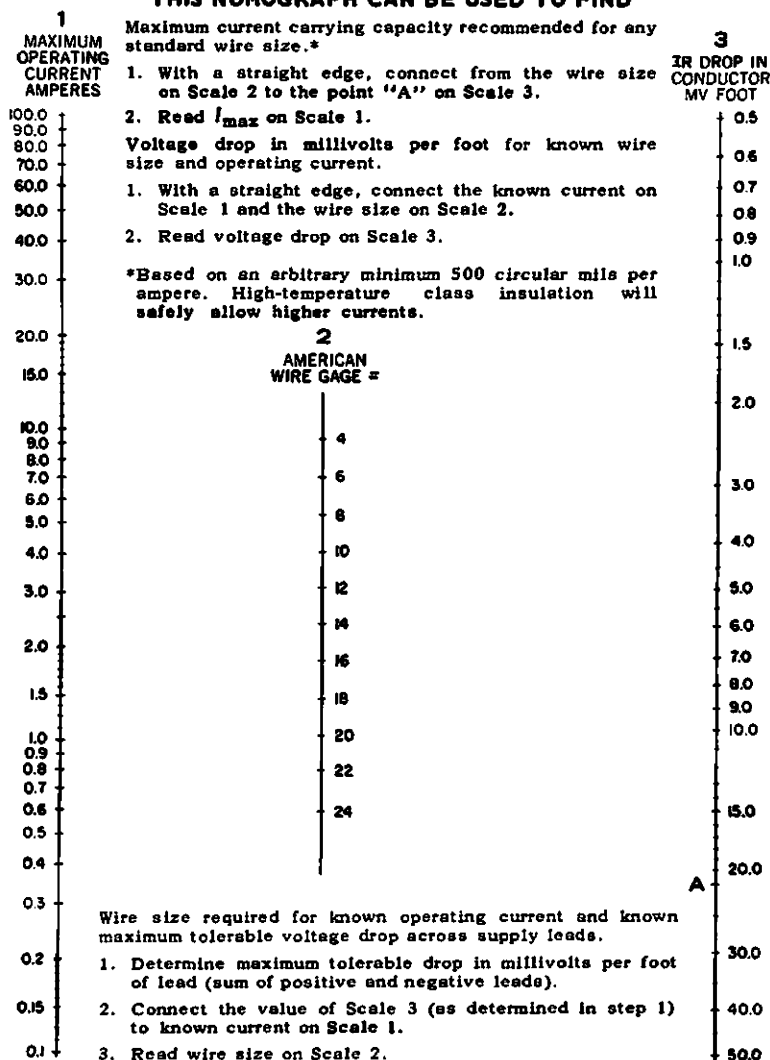 THIS NOMOGRAPH CAN BE USED TO FIND
1
MAXIMUM
OPERATING
CURRENT
AMPERES
Maximum current carrying capacity recommended for any
standard wire size.*
1. With a straight edge, connect from the wire size
on Scale 2 to the point "A" on Scale 3.
2. Read Imax on Scale 1.
Voltage drop in millivolts per foot for known wire
size and operating current.
1. With a straight edge, connect the known current on
Scale 1 and the wire size on Scale 2.
2. Read voltage drop on Scale 3.
*Based on an arbitrary minimum 500 circular mils per
ampere. High-temperature class insulation will
safely allow higher currents.
3
IR DROP IN
CONDUCTOR
MV FOOT
100.0
90.0
80.0
70.0
60.0
50.0
40.0
30.0
20.0
15.0
10.0
9.0
8.0
7.0
6.0
5.0
4.0
3.0
2.0
1.5
1.0
0.9
0.8
0.7
0.6
0.5
0.4
0.3
0.2
0.15
0.1
2
AMERICAN
WIRE GAGE =
4
6
8
10
12
14
16
18
20
22
24
0.5
0.6
0.7
0.8
0.9
1.0
1.5
2.0
3.0
4.0
5.0
6.0
7.0
8.0
9.0
10.0
15.0
20.0
A
30.0
40.0
50.0
Wire size required for known operating current and known
maximum tolerable voltage drop across supply leads.
1. Determine maximum tolerable drop in millivolts per foot
of lead (sum of positive and negative leads).
2. Connect the value of Scale 3 (as determined in step 1)
to known current on Scale 1.
3. Read wire size on Scale 2.